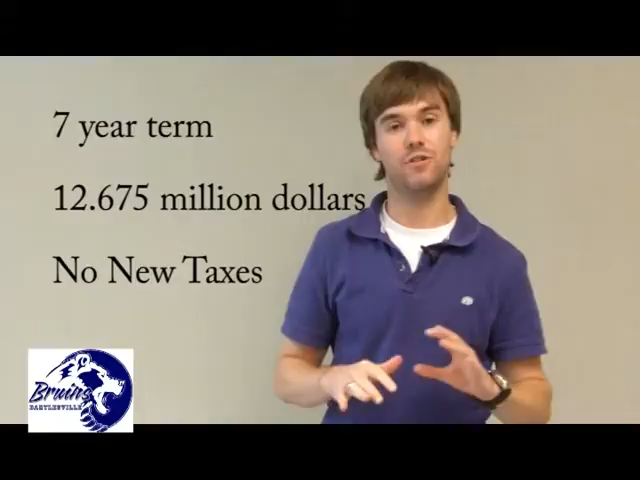 7 year term
12.675 million dollars
No New Taxes
Bruins
BARTLESVILLE